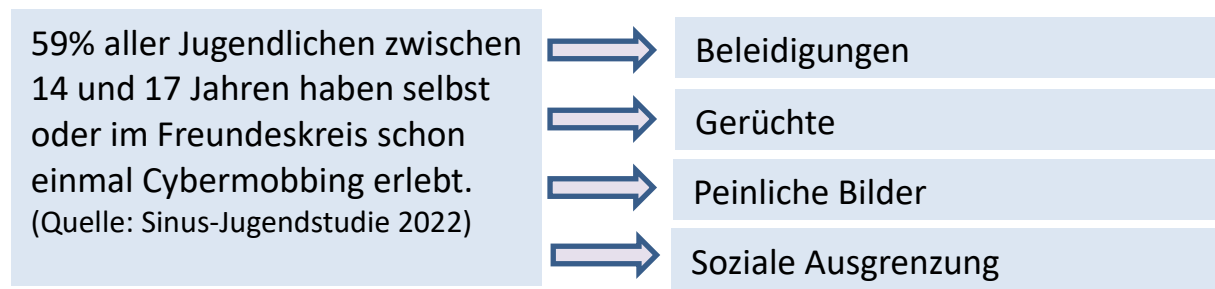 59% aller Jugendlichen zwischen
14 und 17 Jahren haben selbst
oder im Freundeskreis schon
einmal Cybermobbing erlebt.
(Quelle: Sinus-Jugendstudie 2022)
Beleidigungen
Gerüchte
Peinliche Bilder
Soziale Ausgrenzung